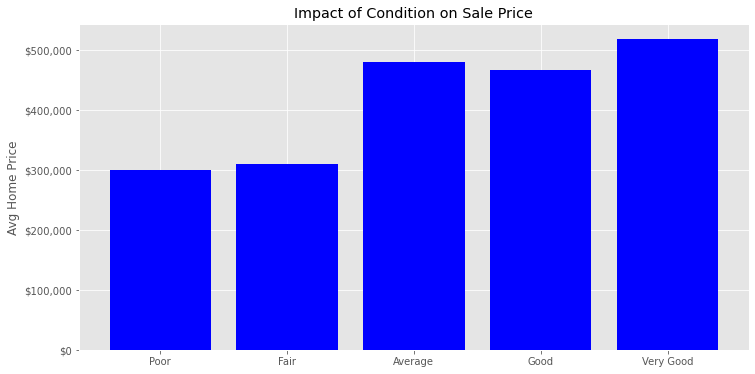 Impact of Condition on Sale Price
Avg Home Price
$500,000
$400,000
$300,000
$200,000
$100,000
$0
Poor Fair Average Good Very Good